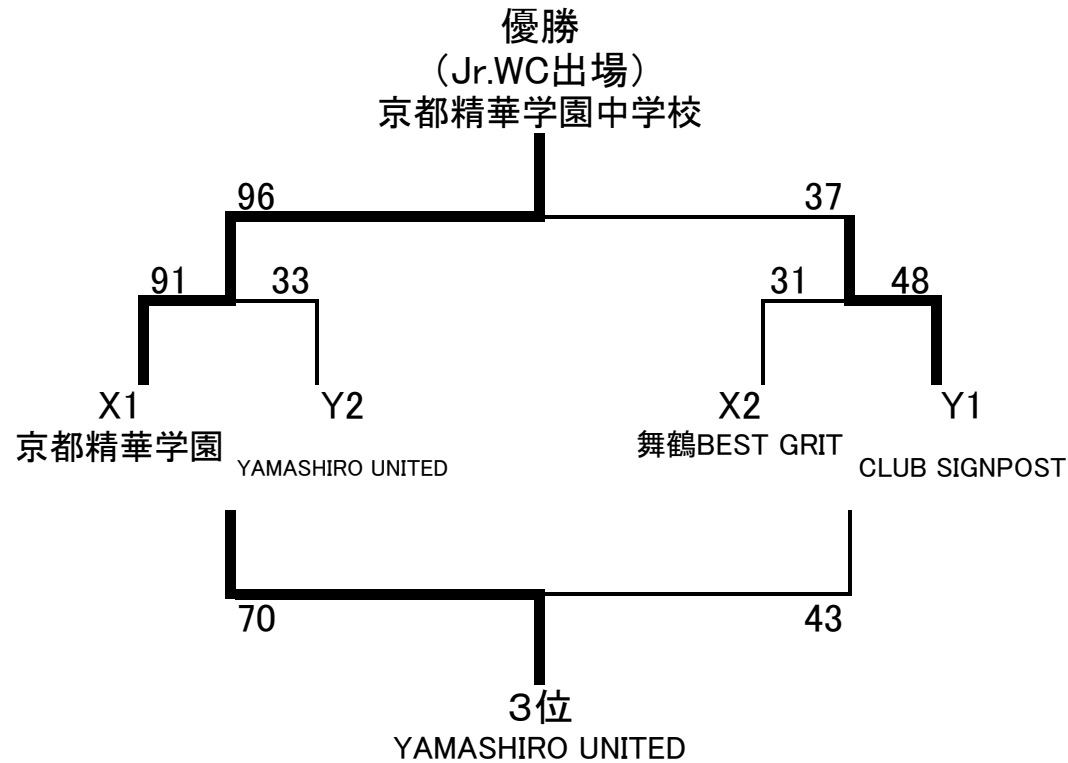 優勝
（Jr.WC出場）
京都精華学園中学校
96 37
91 33 31 48
X1 Y2 X2 Y1
京都精華学園 YAMASHIRO UNITED 舞鶴BEST GRIT CLUB SIGNPOST
70 43
３位
YAMASHIRO UNITED